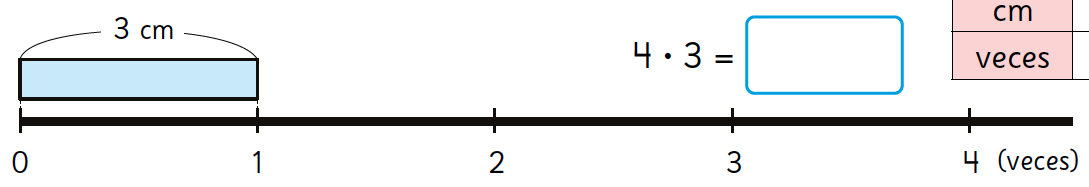 3 cm
4 · 3 =
cm
veces
0 1 2 3 4 (veces)